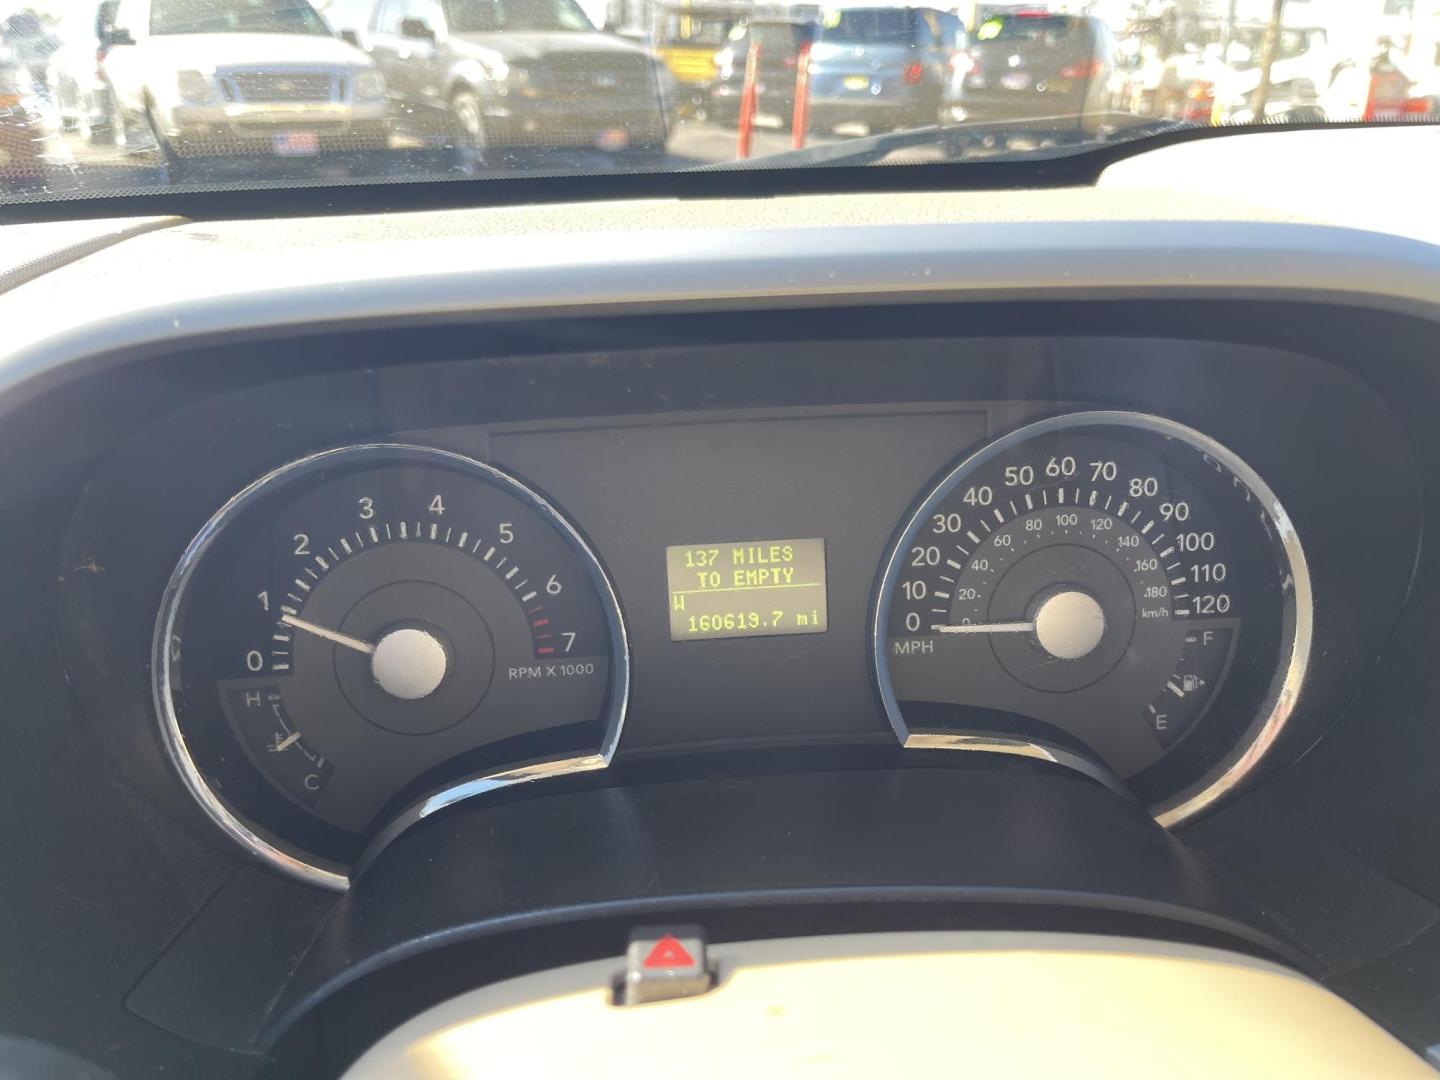 0 1 2 3 4 5 6 7
RPM X 1000
H
C
137 MILES
TO EMPTY
W
160619.7 mi
0 10 20 30 40 50 60 70 80 90 100 110 120
0 20 40 60 80 100 120 140 160 180
km/h
MPH
F
E